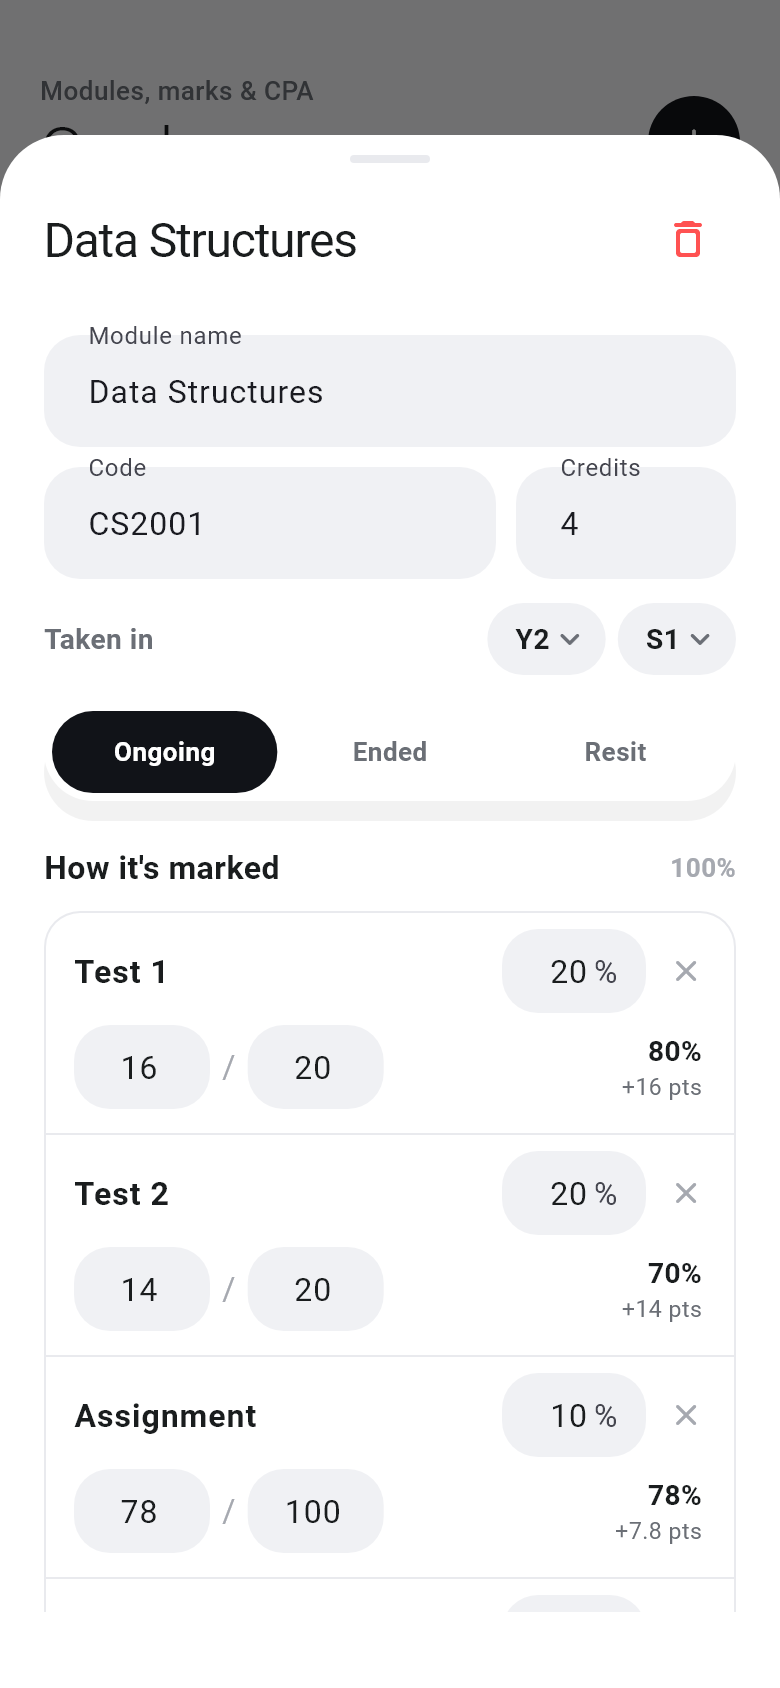 Modules, marks & CPA
Data Structures
Module name
Data Structures
Code
Credits
CS2001
4
Taken in
Y2
S1
Ongoing
Ended
Resit
How it's marked
100%
Test 1
20 %
16 / 20
80%
+16 pts
Test 2
20 %
14 / 20
70%
+14 pts
Assignment
10 %
78 / 100
78%
+7.8 pts